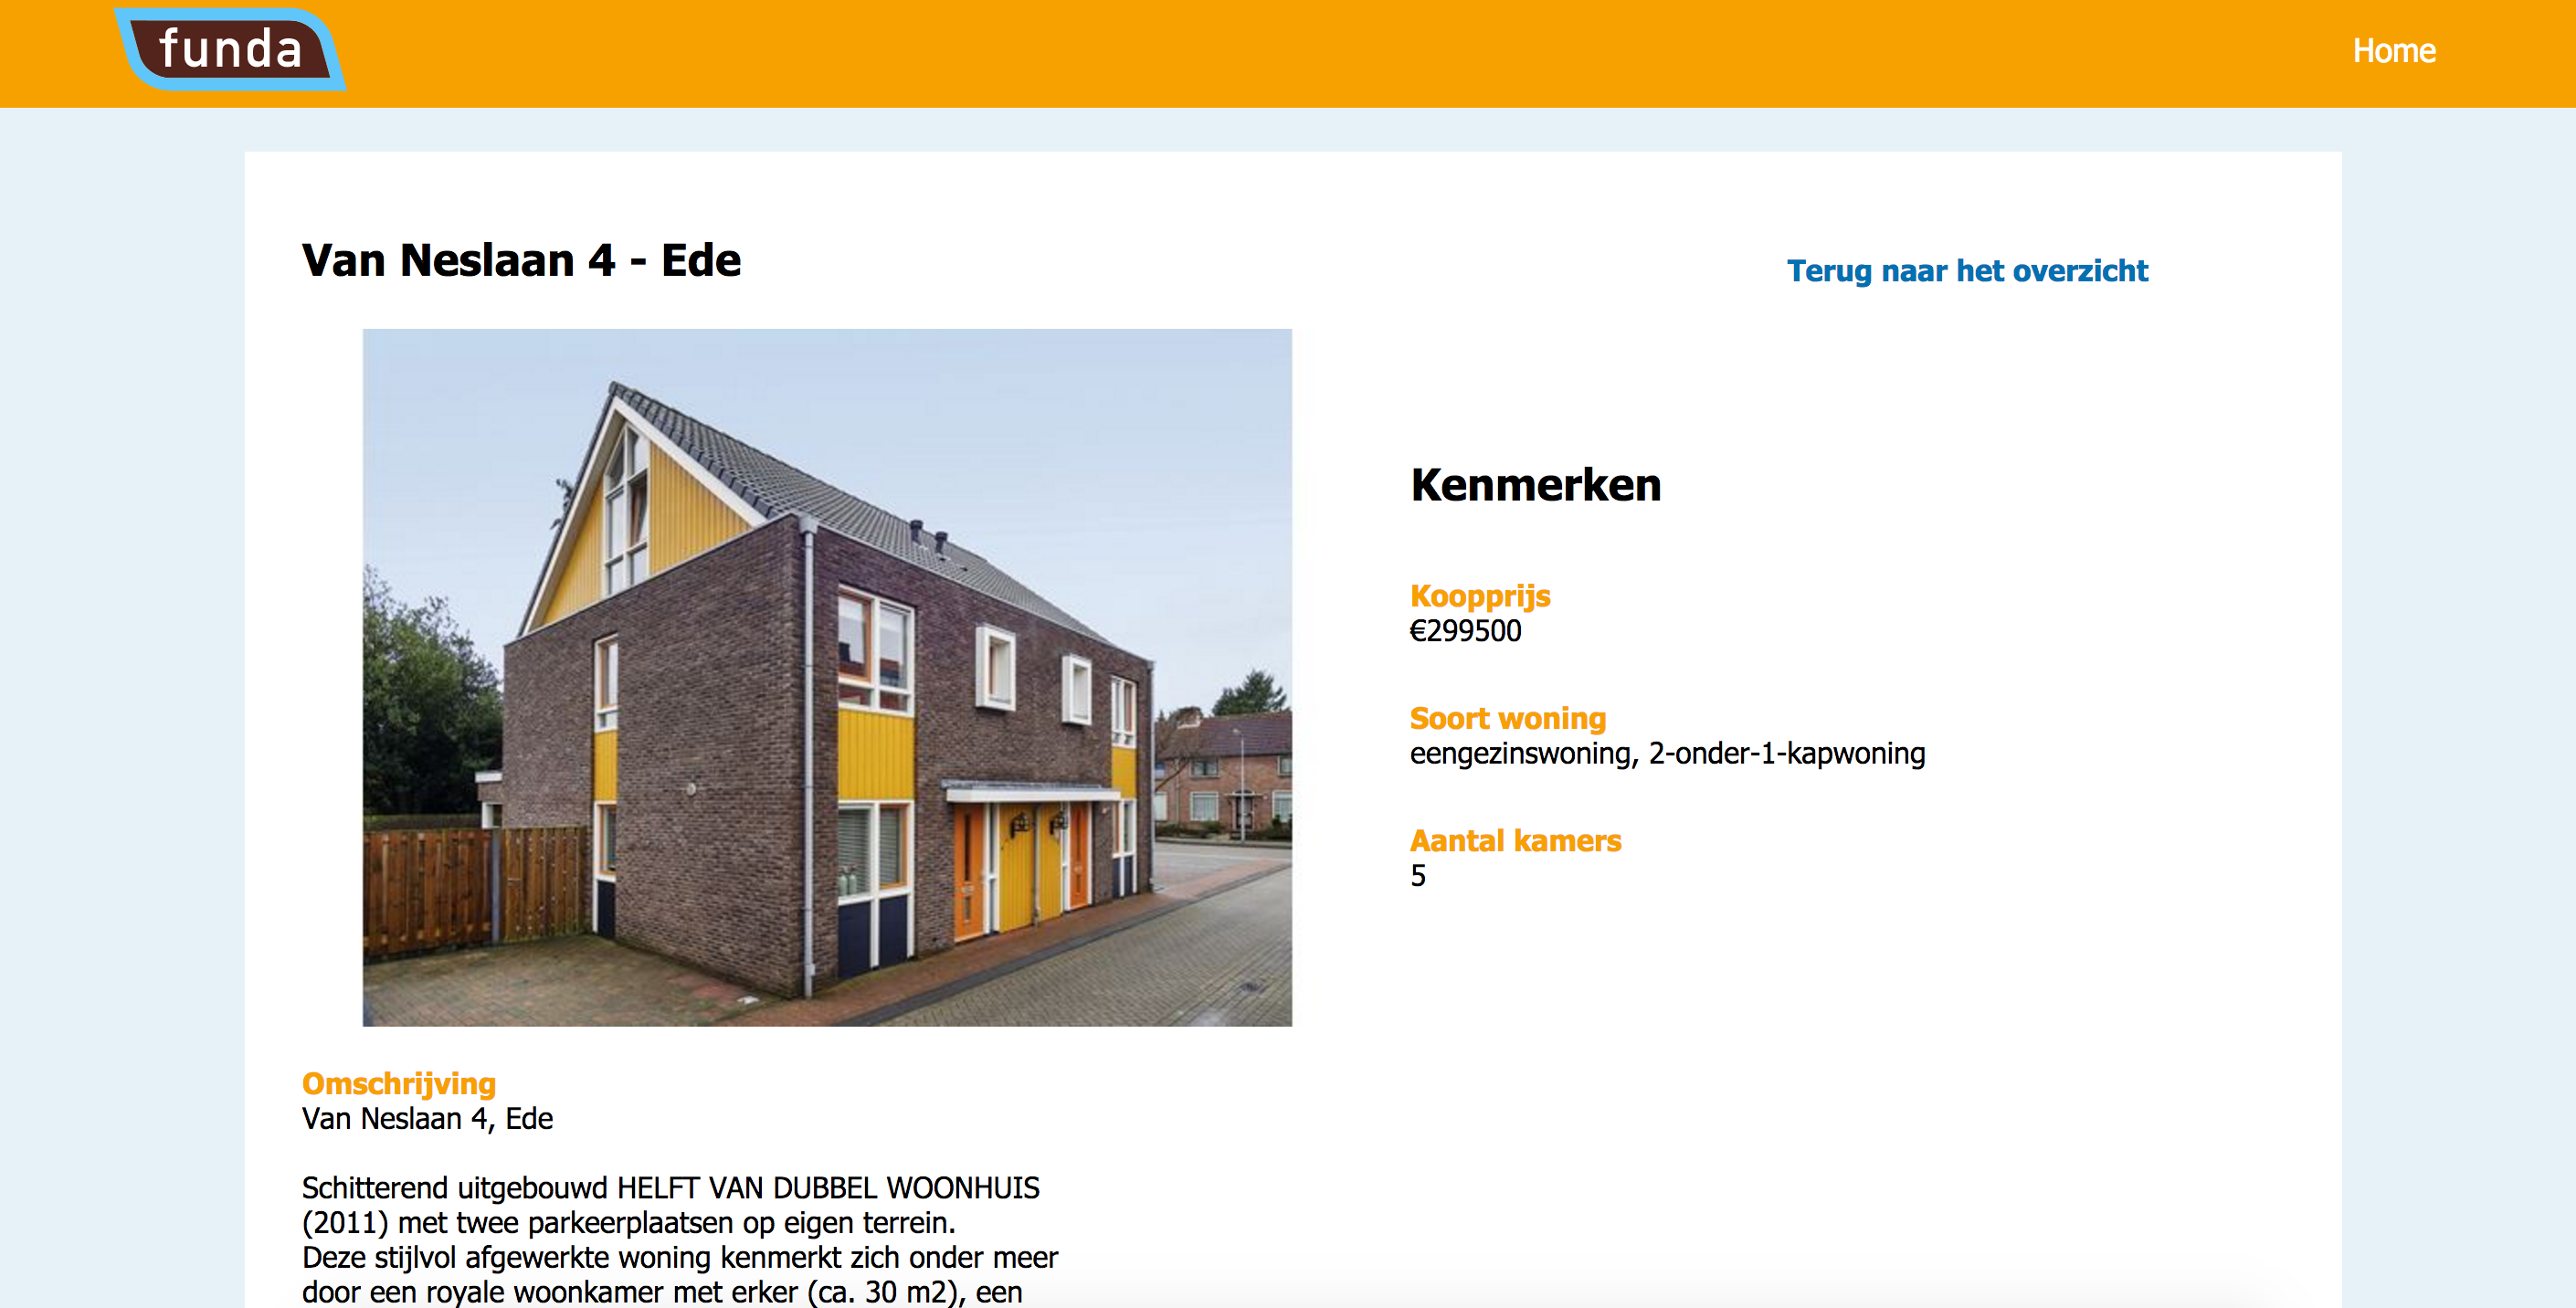 funda
Home
Van Neslaan 4 - Ede
Terug naar het overzicht
Kenmerken
Koopprijs
€299500
Soort woning
eengezinswoning, 2-onder-1-kapwoning
Aantal kamers
5
Omschrijving
Van Neslaan 4, Ede
Schitterend uitgebouwd HELFT VAN DUBBEL WOONHUIS
(2011) met twee parkeerplaatsen op eigen terrein.
Deze stijlvol afgewerkte woning kenmerkt zich onder meer
door een royale woonkamer met erker (ca. 30 m2), een